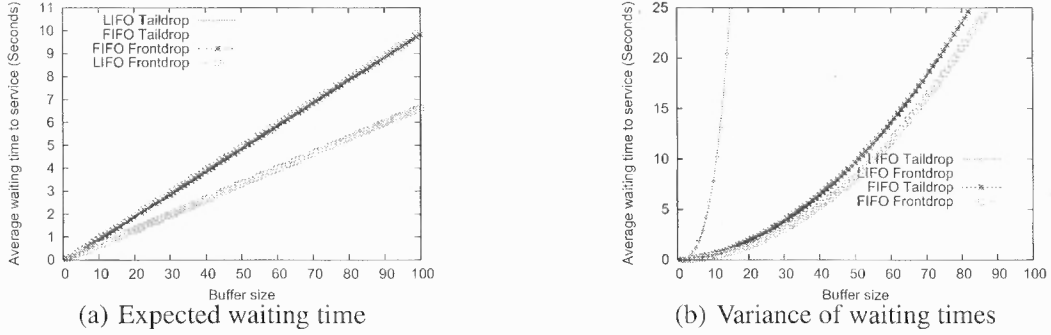 11
10
9
8
7
6
5
4
3
2
1
0
Average waiting time to service (Seconds)
LIFO Taildrop
FIFO Taildrop
FIFO Frontdrop
LIFO Frontdrop
0 10 20 30 40 50 60 70 80 90 100
Buffer size
(a) Expected waiting time
25
20
15
10
5
0
Average waiting time to service (Seconds)
LIFO Taildrop
LIFO Frontdrop
FIFO Taildrop
FIFO Frontdrop
0 10 20 30 40 50 60 70 80 90 100
Buffer size
(b) Variance of waiting times